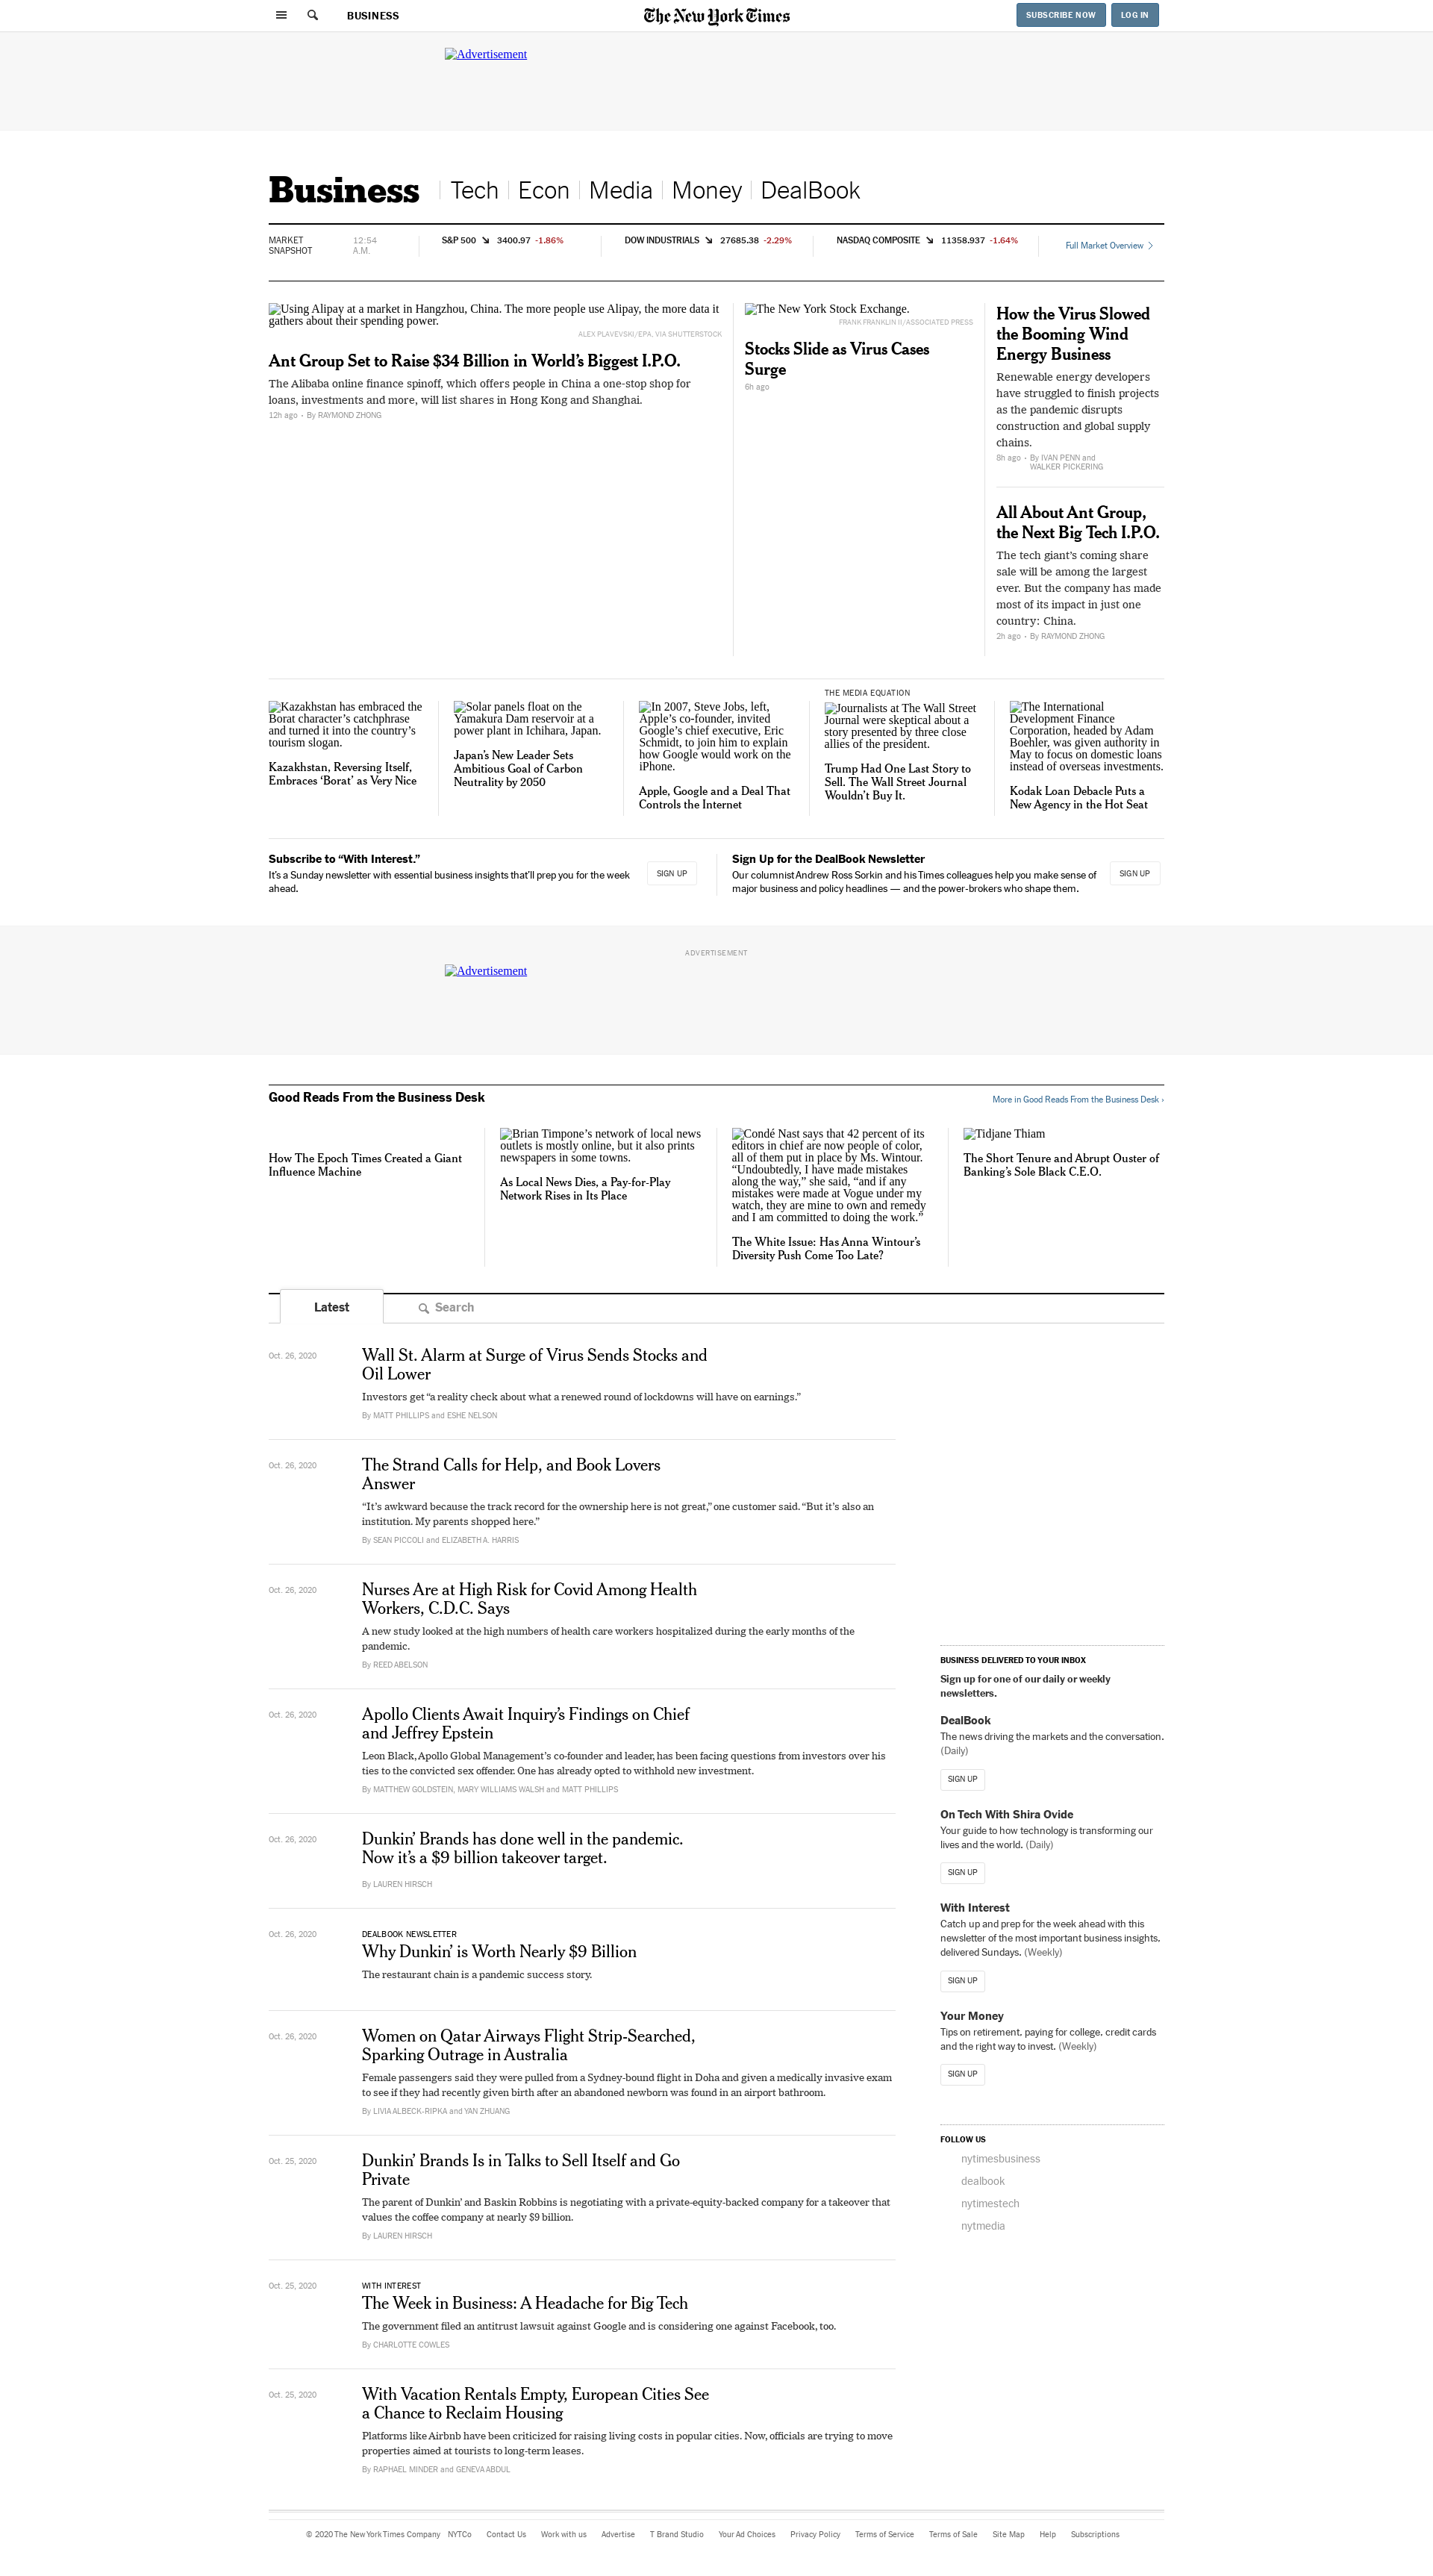 BUSINESS
The New York Times
SUBSCRIBE NOW
LOG IN
Advertisement
Business
Tech
Econ
Media
Money
DealBook
MARKET
SNAPSHOT
12:54
A.M.
S&P 500 3400.97 -1.86%
DOW INDUSTRIALS 27685.38 -2.29%
NASDAQ COMPOSITE 11358.937 -1.64%
Full Market Overview
Using Alipay at a market in Hangzhou, China. The more people use Alipay, the more data it
gathers about their spending power.
ALEX PLAVEVSKI/EPA, VIA SHUTTERSTOCK
Ant Group Set to Raise $34 Billion in World’s Biggest I.P.O.
The Alibaba online finance spinoff, which offers people in China a one-stop shop for
loans, investments and more, will list shares in Hong Kong and Shanghai.
12h ago • By RAYMOND ZHONG
The New York Stock Exchange.
FRANK FRANKLIN II/ASSOCIATED PRESS
Stocks Slide as Virus Cases
Surge
6h ago
How the Virus Slowed
the Booming Wind
Energy Business
Renewable energy developers
have struggled to finish projects
as the pandemic disrupts
construction and global supply
chains.
8h ago • By IVAN PENN and
WALKER PICKERING
All About Ant Group,
the Next Big Tech I.P.O.
The tech giant’s coming share
sale will be among the largest
ever. But the company has made
most of its impact in just one
country: China.
2h ago • By RAYMOND ZHONG
Kazakhstan has embraced the
Borat character’s catchphrase
and turned it into the country’s
tourism slogan.
Kazakhstan, Reversing Itself,
Embraces ‘Borat’ as Very Nice
Solar panels float on the
Yamakura Dam reservoir at a
power plant in Ichihara, Japan.
Japan’s New Leader Sets
Ambitious Goal of Carbon
Neutrality by 2050
In 2007, Steve Jobs, left,
Apple’s co-founder, invited
Google’s chief executive, Eric
Schmidt, to join him to explain
how Google would work on the
iPhone.
Apple, Google and a Deal That
Controls the Internet
THE MEDIA EQUATION
Journalists at The Wall Street
Journal were skeptical about a
story presented by three close
allies of the president.
Trump Had One Last Story to
Sell. The Wall Street Journal
Wouldn’t Buy It.
The International
Development Finance
Corporation, headed by Adam
Boehler, was given authority in
May to focus on domestic loans
instead of overseas investments.
Kodak Loan Debacle Puts a
New Agency in the Hot Seat
Subscribe to “With Interest.”
It’s a Sunday newsletter with essential business insights that’ll prep you for the week
ahead.
SIGN UP
Sign Up for the DealBook Newsletter
Our columnist Andrew Ross Sorkin and his Times colleagues help you make sense of
major business and policy headlines — and the power-brokers who shape them.
SIGN UP
ADVERTISEMENT
Advertisement
Good Reads From the Business Desk
More in Good Reads From the Business Desk ›
How The Epoch Times Created a Giant
Influence Machine
Brian Timpone’s network of local news
outlets is mostly online, but it also prints
newspapers in some towns.
As Local News Dies, a Pay-for-Play
Network Rises in Its Place
Condé Nast says that 42 percent of its
editors in chief are now people of color,
all of them put in place by Ms. Wintour.
“Undoubtedly, I have made mistakes
along the way,” she said, “and if any
mistakes were made at Vogue under my
watch, they are mine to own and remedy
and I am committed to doing the work.”
The White Issue: Has Anna Wintour’s
Diversity Push Come Too Late?
Tidjane Thiam
The Short Tenure and Abrupt Ouster of
Banking’s Sole Black C.E.O.
Latest
Search
Oct. 26, 2020
Wall St. Alarm at Surge of Virus Sends Stocks and
Oil Lower
Investors get “a reality check about what a renewed round of lockdowns will have on earnings.”
By MATT PHILLIPS and ESHE NELSON
Oct. 26, 2020
The Strand Calls for Help, and Book Lovers
Answer
“It’s awkward because the track record for the ownership here is not great,” one customer said. “But it’s also an
institution. My parents shopped here.”
By SEAN PICCOLI and ELIZABETH A. HARRIS
Oct. 26, 2020
Nurses Are at High Risk for Covid Among Health
Workers, C.D.C. Says
A new study looked at the high numbers of health care workers hospitalized during the early months of the
pandemic.
By REED ABELSON
Oct. 26, 2020
Apollo Clients Await Inquiry’s Findings on Chief
and Jeffrey Epstein
Leon Black, Apollo Global Management’s co-founder and leader, has been facing questions from investors over his
ties to the convicted sex offender. One has already opted to withhold new investment.
By MATTHEW GOLDSTEIN, MARY WILLIAMS WALSH and MATT PHILLIPS
Oct. 26, 2020
Dunkin’ Brands has done well in the pandemic.
Now it’s a $9 billion takeover target.
By LAUREN HIRSCH
Oct. 26, 2020
DEALBOOK NEWSLETTER
Why Dunkin’ is Worth Nearly $9 Billion
The restaurant chain is a pandemic success story.
Oct. 26, 2020
Women on Qatar Airways Flight Strip-Searched,
Sparking Outrage in Australia
Female passengers said they were pulled from a Sydney-bound flight in Doha and given a medically invasive exam
to see if they had recently given birth after an abandoned newborn was found in an airport bathroom.
By LIVIA ALBECK-RIPKA and YAN ZHUANG
Oct. 25, 2020
Dunkin’ Brands Is in Talks to Sell Itself and Go
Private
The parent of Dunkin’ and Baskin Robbins is negotiating with a private-equity-backed company for a takeover that
values the coffee company at nearly $9 billion.
By LAUREN HIRSCH
Oct. 25, 2020
WITH INTEREST
The Week in Business: A Headache for Big Tech
The government filed an antitrust lawsuit against Google and is considering one against Facebook, too.
By CHARLOTTE COWLES
Oct. 25, 2020
With Vacation Rentals Empty, European Cities See
a Chance to Reclaim Housing
Platforms like Airbnb have been criticized for raising living costs in popular cities. Now, officials are trying to move
properties aimed at tourists to long-term leases.
By RAPHAEL MINDER and GENEVA ABDUL
BUSINESS DELIVERED TO YOUR INBOX
Sign up for one of our daily or weekly
newsletters.
DealBook
The news driving the markets and the conversation.
(Daily)
SIGN UP
On Tech With Shira Ovide
Your guide to how technology is transforming our
lives and the world. (Daily)
SIGN UP
With Interest
Catch up and prep for the week ahead with this
newsletter of the most important business insights,
delivered Sundays. (Weekly)
SIGN UP
Your Money
Tips on retirement, paying for college, credit cards
and the right way to invest. (Weekly)
SIGN UP
FOLLOW US
nytimesbusiness
dealbook
nytimestech
nytmedia
© 2020 The New York Times Company NYTCo Contact Us Work with us Advertise T Brand Studio Your Ad Choices Privacy Policy Terms of Service Terms of Sale Site Map Help Subscriptions